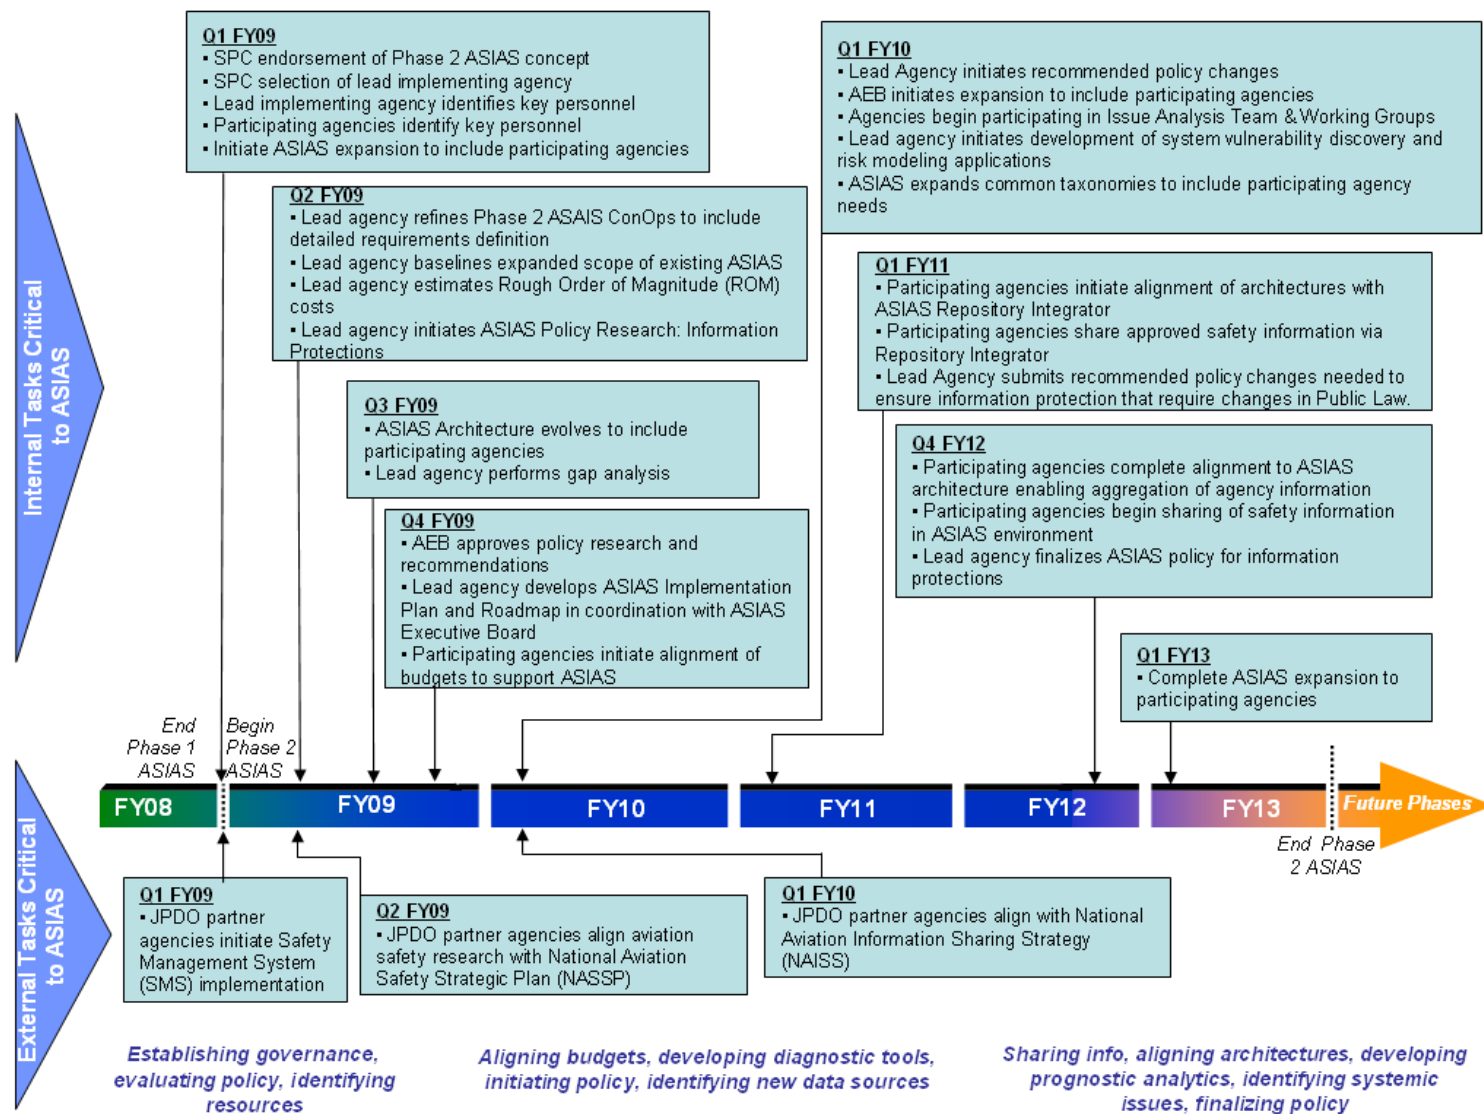 Internal Tasks Critical
to ASIAS
Q1 FY09
▪ SPC endorsement of Phase 2 ASIAS concept
▪ SPC selection of lead implementing agency
▪ Lead implementing agency identifies key personnel
▪ Participating agencies identify key personnel
▪ Initiate ASIAS expansion to include participating agencies
Q2 FY09
▪ Lead agency refines Phase 2 ASAIS ConOps to include
detailed requirements definition
▪ Lead agency baselines expanded scope of existing ASIAS
▪ Lead agency estimates Rough Order of Magnitude (ROM)
costs
▪ Lead agency initiates ASIAS Policy Research: Information
Protections
Q3 FY09
▪ ASIAS Architecture evolves to include
participating agencies
▪ Lead agency performs gap analysis
Q4 FY09
▪ AEB approves policy research and
recommendations
▪ Lead agency develops ASIAS Implementation
Plan and Roadmap in coordination with ASIAS
Executive Board
▪ Participating agencies initiate alignment of
budgets to support ASIAS
Q1 FY10
▪ Lead Agency initiates recommended policy changes
▪ AEB initiates expansion to include participating agencies
▪ Agencies begin participating in Issue Analysis Team & Working Groups
▪ Lead agency initiates development of system vulnerability discovery and
risk modeling applications
▪ ASIAS expands common taxonomies to include participating agency
needs
Q1 FY11
▪ Participating agencies initiate alignment of architectures with
ASIAS Repository Integrator
▪ Participating agencies share approved safety information via
Repository Integrator
▪ Lead Agency submits recommended policy changes needed to
ensure information protection that require changes in Public Law.
Q4 FY12
▪ Participating agencies complete alignment to ASIAS
architecture enabling aggregation of agency information
▪ Participating agencies begin sharing of safety information
in ASIAS environment
▪ Lead agency finalizes ASIAS policy for information
protections
Q1 FY13
▪ Complete ASIAS expansion to
participating agencies
End
Phase 1
ASIAS
Begin
Phase 2
ASIAS
FY08
FY09
FY10
FY11
FY12
FY13
Future Phases
End Phase
2 ASIAS
External Tasks Critical
to ASIAS
Q1 FY09
▪ JPDO partner
agencies initiate Safety
Management System
(SMS) implementation
Q2 FY09
▪ JPDO partner agencies align aviation
safety research with National Aviation
Safety Strategic Plan (NASSP)
Q1 FY10
▪ JPDO partner agencies align with National
Aviation Information Sharing Strategy
(NAISS)
Establishing governance,
evaluating policy, identifying
resources
Aligning budgets, developing diagnostic tools,
initiating policy, identifying new data sources
Sharing info, aligning architectures, developing
prognostic analytics, identifying systemic
issues, finalizing policy